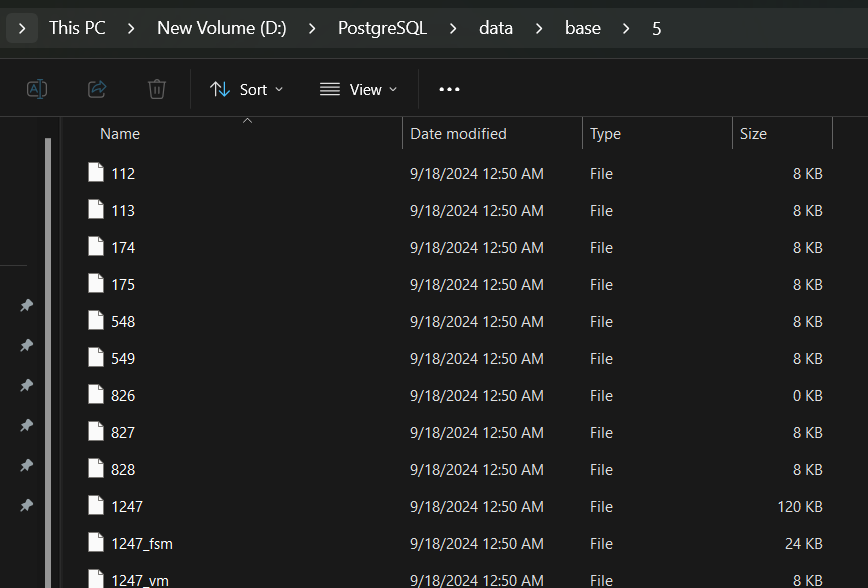 This PC > New Volume (D:) > PostgreSQL > data > base > 5
Sort View
Name Date modified Type Size
112 9/18/2024 12:50 AM File 8 KB
113 9/18/2024 12:50 AM File 8 KB
174 9/18/2024 12:50 AM File 8 KB
175 9/18/2024 12:50 AM File 8 KB
548 9/18/2024 12:50 AM File 8 KB
549 9/18/2024 12:50 AM File 8 KB
826 9/18/2024 12:50 AM File 0 KB
827 9/18/2024 12:50 AM File 8 KB
828 9/18/2024 12:50 AM File 8 KB
1247 9/18/2024 12:50 AM File 120 KB
1247_fsm 9/18/2024 12:50 AM File 24 KB
1247_vm 9/18/2024 12:50 AM File 8 KB